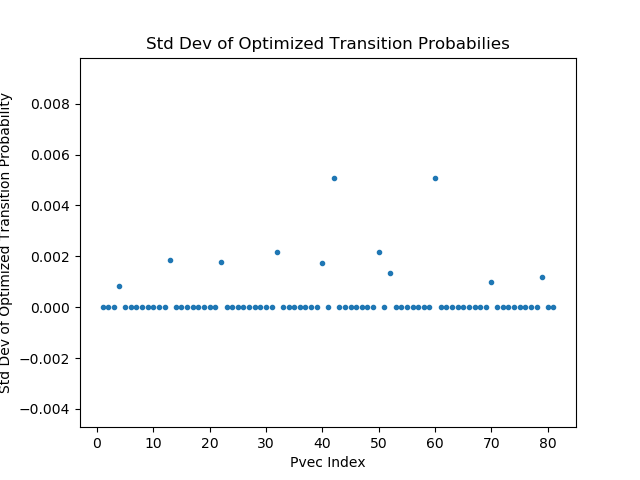 Std Dev of Optimized Transition Probabilies
Std Dev of Optimized Transition Probability
0.008
0.006
0.004
0.002
0.000
−0.002
−0.004
0 10 20 30 40 50 60 70 80
Pvec Index